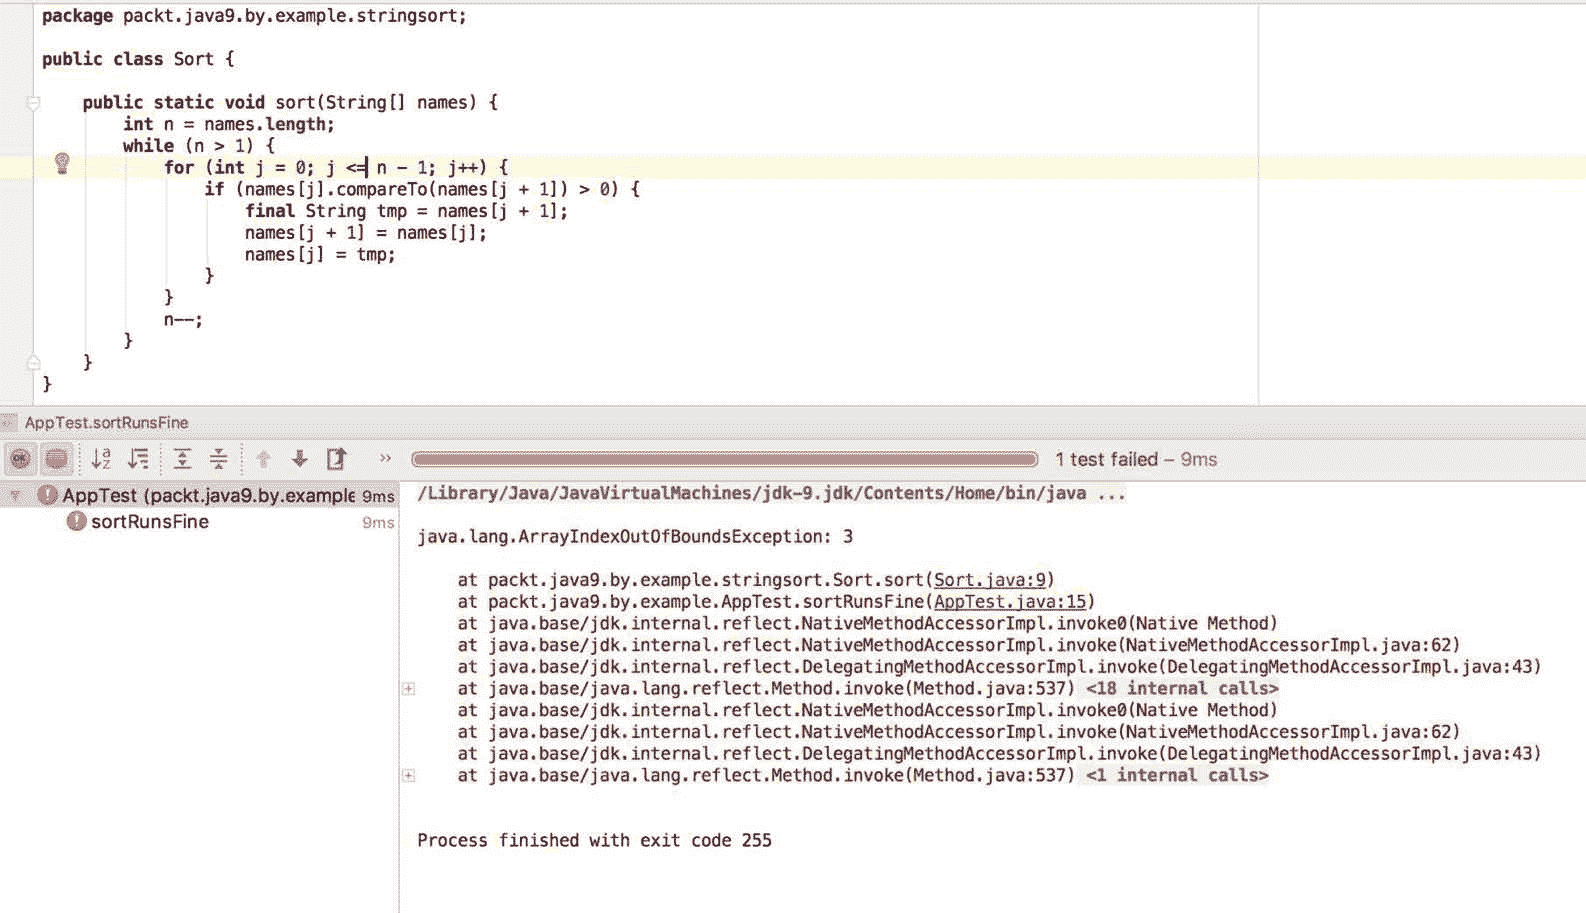 package packt.java9.by.example.stringsort;
public class Sort {
public static void sort(String[] names) {
int n = names.length;
while (n > 1) {
for (int j = 0; j <= n - 1; j++) {
if (names[j].compareTo(names[j + 1]) > 0) {
final String tmp = names[j + 1];
names[j + 1] = names[j];
names[j] = tmp;
}
}
n--;
}
}
}
AppTest.sortRunsFine
1 test failed – 9ms
AppTest (packt.java9.by.example 9ms
sortRunsFine 9ms
/Library/Java/JavaVirtualMachines/jdk-9.jdk/Contents/Home/bin/java ...
java.lang.ArrayIndexOutOfBoundsException: 3
at packt.java9.by.example.stringsort.Sort.sort(Sort.java:9)
at packt.java9.by.example.AppTest.sortRunsFine(AppTest.java:15)
at java.base/jdk.internal.reflect.NativeMethodAccessorImpl.invoke0(Native Method)
at java.base/jdk.internal.reflect.NativeMethodAccessorImpl.invoke(NativeMethodAccessorImpl.java:62)
at java.base/jdk.internal.reflect.DelegatingMethodAccessorImpl.invoke(DelegatingMethodAccessorImpl.java:43)
at java.base/java.lang.reflect.Method.invoke(Method.java:537) <18 internal calls>
at java.base/jdk.internal.reflect.NativeMethodAccessorImpl.invoke0(Native Method)
at java.base/jdk.internal.reflect.NativeMethodAccessorImpl.invoke(NativeMethodAccessorImpl.java:62)
at java.base/jdk.internal.reflect.DelegatingMethodAccessorImpl.invoke(DelegatingMethodAccessorImpl.java:43)
at java.base/java.lang.reflect.Method.invoke(Method.java:537) <1 internal calls>
Process finished with exit code 255